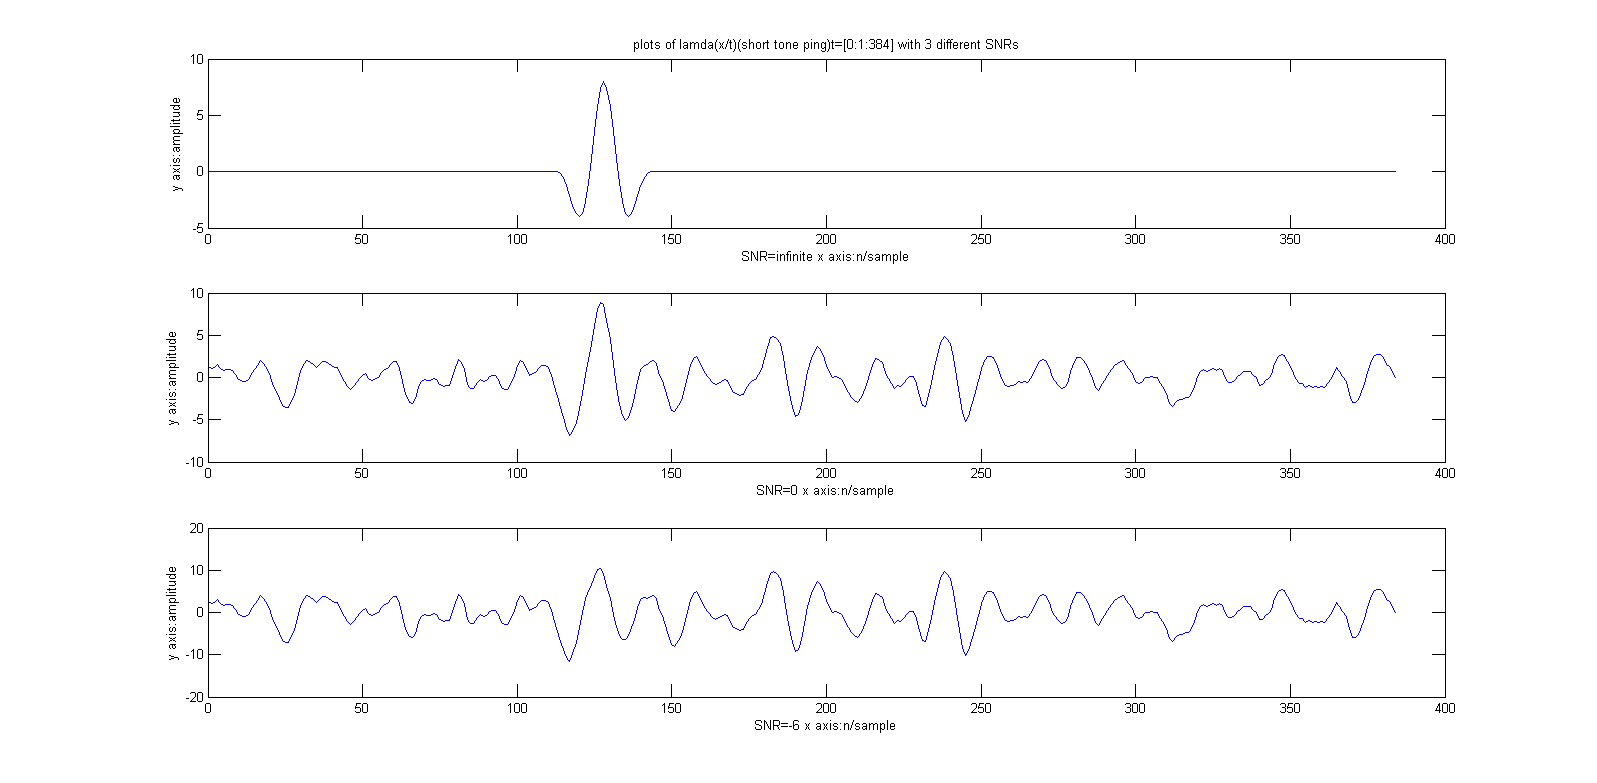 plots of lamda(x/t)(short tone ping)t=[0:1:384] with 3 different SNRs
10
5
0
-5
y axis:amplitude
0 50 100 150 200 250 300 350 400
SNR=infinite x axis:n/sample
10
5
0
-5
-10
y axis:amplitude
0 50 100 150 200 250 300 350 400
SNR=0 x axis:n/sample
20
10
0
-10
-20
y axis:amplitude
0 50 100 150 200 250 300 350 400
SNR=-6 x axis:n/sample